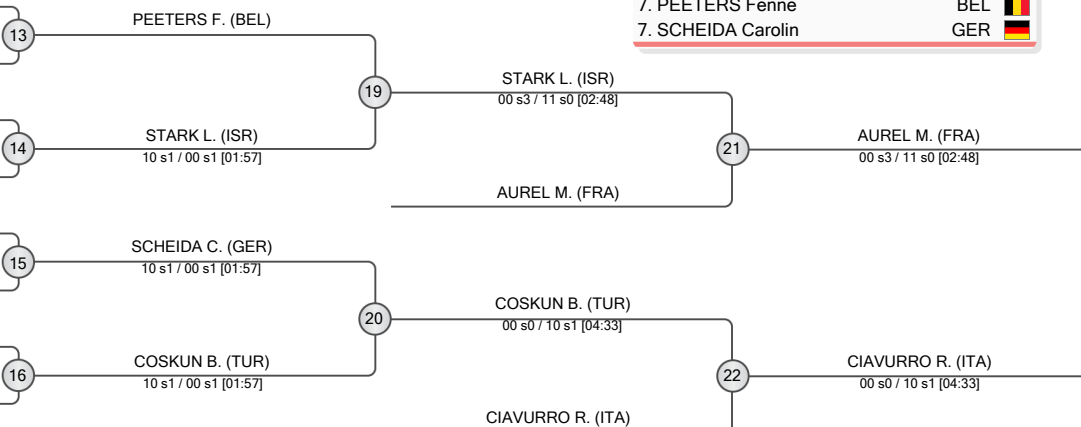 7. PEETERS Fenne BEL
7. SCHEIDA Carolin GER
13
PEETERS F. (BEL)
19
STARK L. (ISR)
00 s3 / 11 s0 [02:48]
14
STARK L. (ISR)
10 s1 / 00 s1 [01:57]
21
AUREL M. (FRA)
00 s3 / 11 s0 [02:48]
AUREL M. (FRA)
15
SCHEIDA C. (GER)
10 s1 / 00 s1 [01:57]
20
COSKUN B. (TUR)
00 s0 / 10 s1 [04:33]
16
COSKUN B. (TUR)
10 s1 / 00 s1 [01:57]
22
CIAVURRO R. (ITA)
00 s0 / 10 s1 [04:33]
CIAVURRO R. (ITA)